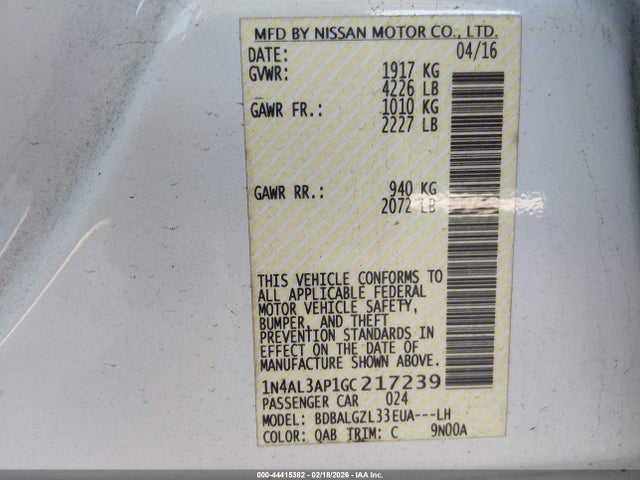 MFD BY NISSAN MOTOR CO., LTD.
DATE: 04/16
GVWR: 1917 KG
4226 LB
GAWR FR.: 1010 KG
2227 LB
GAWR RR.: 940 KG
2072 LB
THIS VEHICLE CONFORMS TO
ALL APPLICABLE FEDERAL
MOTOR VEHICLE SAFETY,
BUMPER, AND THEFT
PREVENTION STANDARDS IN
EFFECT ON THE DATE OF
MANUFACTURE SHOWN ABOVE.
1N4AL3AP1GC217239
PASSENGER CAR 024
MODEL: BDBALGZL33EUA---LH
COLOR: QAB TRIM: C 9N00A
000-44415382 - 02/18/2026 - IAAI.COM